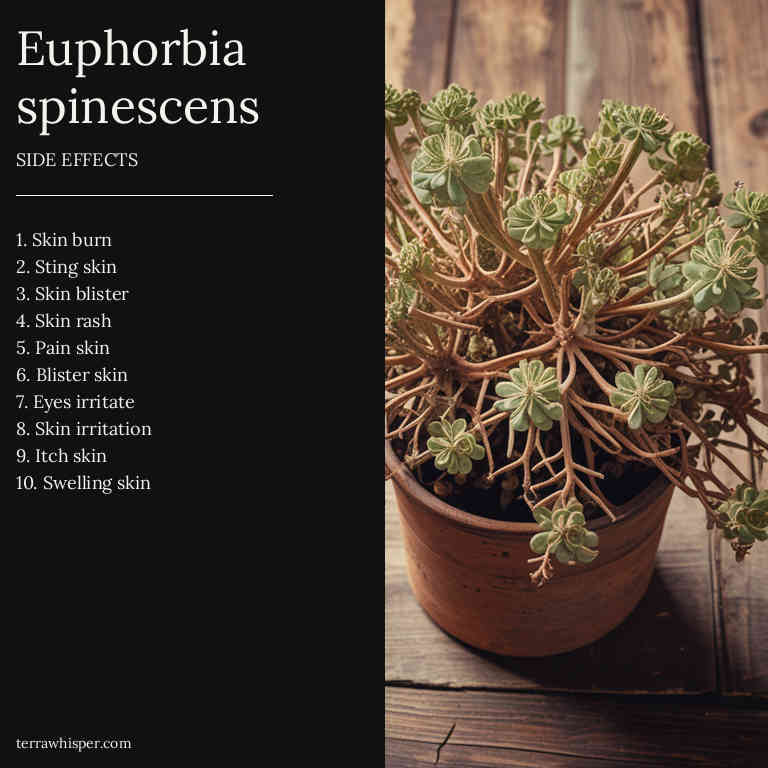 Euphorbia
spinescens
SIDE EFFECTS
1. Skin burn
2. Sting skin
3. Skin blister
4. Skin rash
5. Pain skin
6. Blister skin
7. Eyes irritate
8. Skin irritation
9. Itch skin
10. Swelling skin
terrawhisper.com